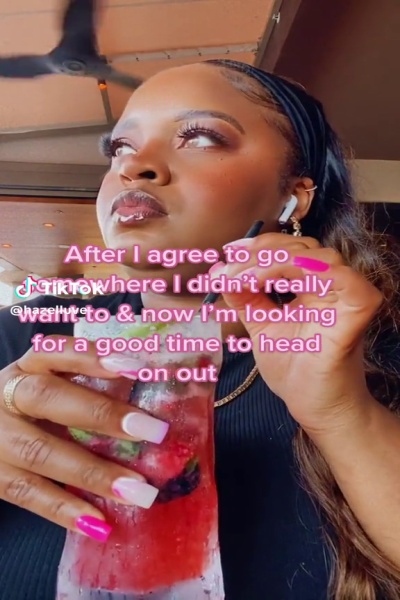 After I agree to go
somewhere I didn't really
TikTok
@hazelluve
want to & now I'm looking
for a good time to head
on out